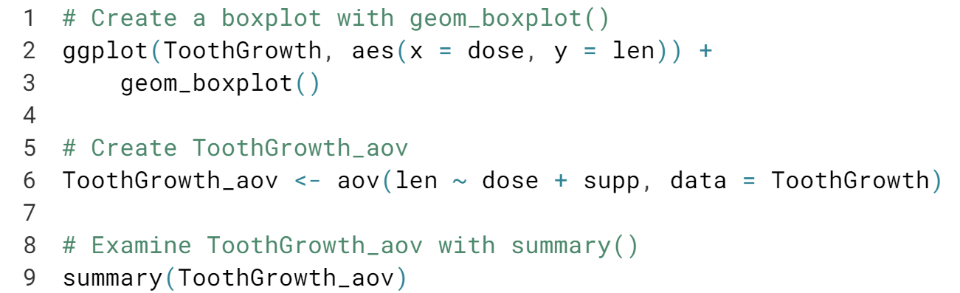 1 # Create a boxplot with geom_boxplot()
2 ggplot(ToothGrowth, aes(x = dose, y = len)) +
3     geom_boxplot()
4
5 # Create ToothGrowth_aov
6 ToothGrowth_aov <- aov(len ~ dose + supp, data = ToothGrowth)
7
8 # Examine ToothGrowth_aov with summary()
9 summary(ToothGrowth_aov)